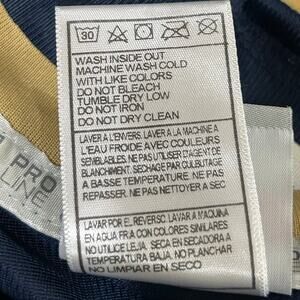 30
WASH INSIDE OUT
MACHINE WASH COLD
WITH LIKE COLORS
DO NOT BLEACH
TUMBLE DRY LOW
DO NOT IRON
DO NOT DRY CLEAN
LAVER A L'ENVERS. LAVER A LA MACHINE A
L'EAU FROIDE AVEC COULEURS
SEMBLABLES. NE PAS UTILISER D'AGENT DE
BLANCHIMENT. SECHAGE PAR CULBUTAGE
A BASSE TEMPERATURE. NE PAS
REPASSER. NE PAS NETTOYER A SEC
LAVAR POR EL REVERSO. LAVAR A MAQUINA
EN AGUA FRIA CON COLORES SIMILARES
NO UTILICE LEJIA. SECA EN SECADORA A
TEMPERATURA BAJA. NO PLANCHAR
NO LIMPIAR EN SECO
PRO
LINE